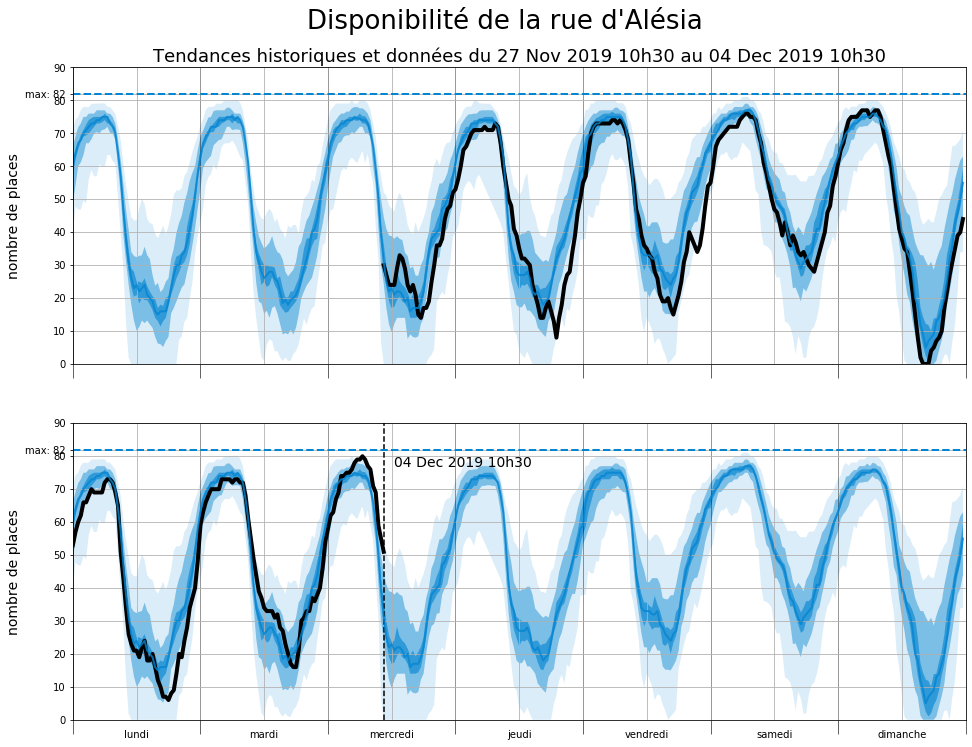 Disponibilité de la rue d'Alésia
Tendances historiques et données du 27 Nov 2019 10h30 au 04 Dec 2019 10h30
90
max: 82
80
70
60
50
40
30
20
10
0
nombre de places
90
max: 82
80
70
60
50
40
30
20
10
0
nombre de places
04 Dec 2019 10h30
lundi mardi mercredi jeudi vendredi samedi dimanche